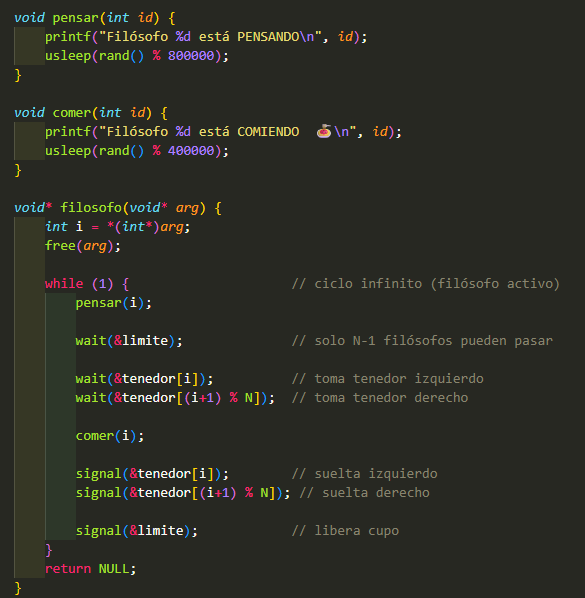 void pensar(int id) {
    printf("Filósofo %d está PENSANDO\n", id);
    usleep(rand() % 800000);
}

void comer(int id) {
    printf("Filósofo %d está COMIENDO  🍝\n", id);
    usleep(rand() % 400000);
}

void* filosofo(void* arg) {
    int i = *(int*)arg;
    free(arg);

    while (1) {                     // ciclo infinito (filósofo activo)
        pensar(i);

        wait(&limite);              // solo N-1 filósofos pueden pasar

        wait(&tenedor[i]);          // toma tenedor izquierdo
        wait(&tenedor[(i+1) % N]);  // toma tenedor derecho

        comer(i);

        signal(&tenedor[i]);        // suelta izquierdo
        signal(&tenedor[(i+1) % N]); // suelta derecho

        signal(&limite);            // libera cupo
    }
    return NULL;
}